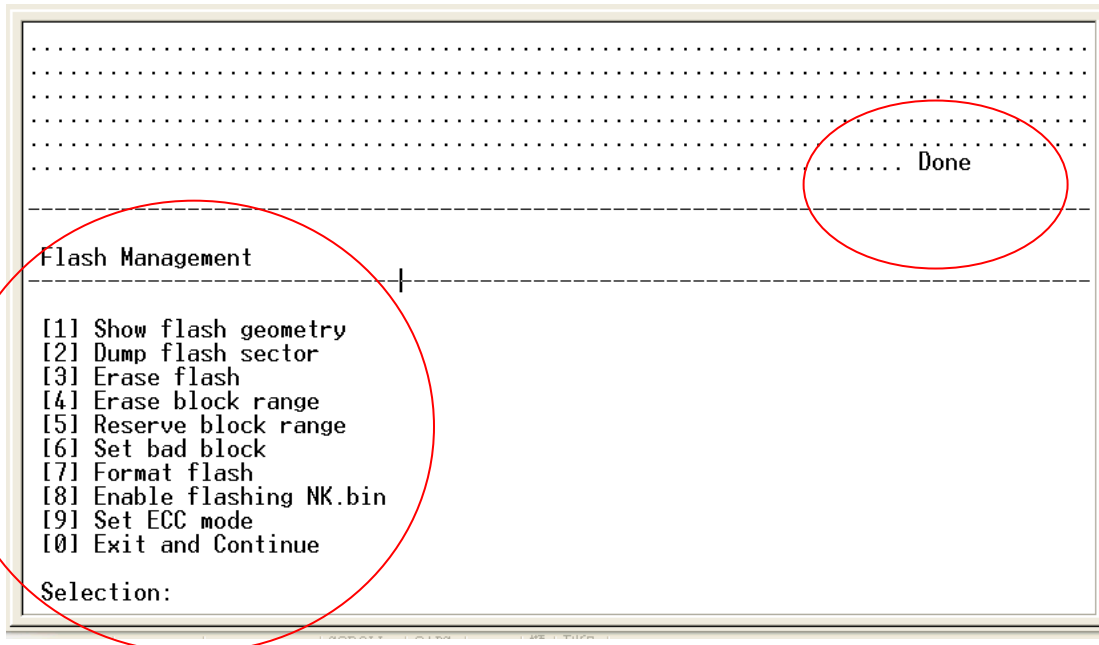 ................................................................................
................................................................................
................................................................................
................................................................................
................................................................................
.................................................................. Done
--------------------------------------------------------------------------------
Flash Management
--------------------------------------------------------------------------------
[1] Show flash geometry
[2] Dump flash sector
[3] Erase flash
[4] Erase block range
[5] Reserve block range
[6] Set bad block
[7] Format flash
[8] Enable flashing NK.bin
[9] Set ECC mode
[0] Exit and Continue
Selection: